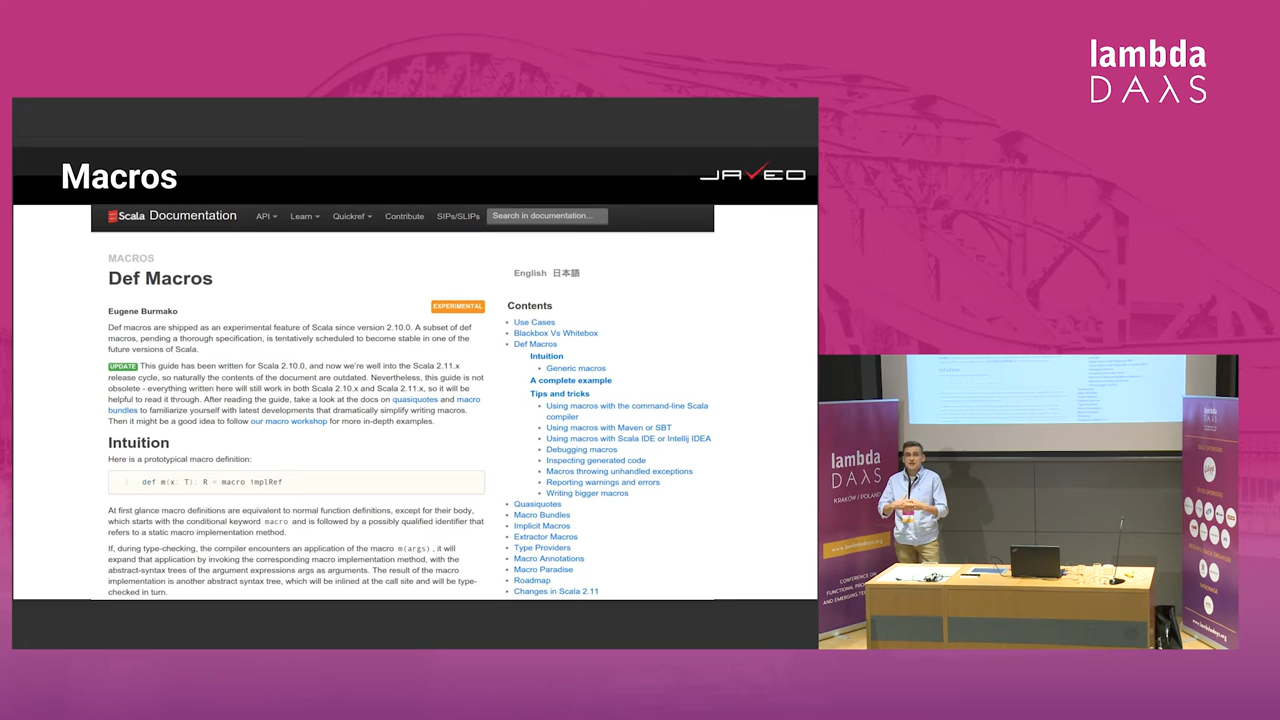 lambda
DAYS
Macros
JAVEO
Scala Documentation
API
Learn
Quickref
Contribute
SIPs/SLIPs
Search in documentation...
MACROS
Def Macros
EXPERIMENTAL
Eugene Burmako
Def macros are shipped as an experimental feature of Scala since version 2.10.0. A subset of def
macros, pending a thorough specification, is tentatively scheduled to become stable in one of the
future versions of Scala.
UPDATE This guide has been written for Scala 2.10.0, and now we're well into the Scala 2.11.x
release cycle, so naturally the contents of the document are outdated. Nevertheless, this guide is not
obsolete - everything written here will still work in both Scala 2.10.x and Scala 2.11.x, so it will be
helpful to read it through. After reading the guide, take a look at the docs on quasiquotes and macro
bundles to familiarize yourself with latest developments that dramatically simplify writing macros.
Then it might be a good idea to follow our macro workshop for more in-depth examples.
Intuition
Here is a prototypical macro definition:
1 def m(x: T): R = macro implRef
At first glance macro definitions are equivalent to normal function definitions, except for their body,
which starts with the conditional keyword macro and is followed by a possibly qualified identifier that
refers to a static macro implementation method.
If, during type-checking, the compiler encounters an application of the macro m(args), it will
expand that application by invoking the corresponding macro implementation method, with the
abstract-syntax trees of the argument expressions args as arguments. The result of the macro
implementation is another abstract syntax tree, which will be inlined at the call site and will be type-
checked in turn.
English 日本語
Contents
Use Cases
Blackbox Vs Whitebox
Def Macros
Intuition
Generic macros
A complete example
Tips and tricks
Using macros with the command-line Scala
compiler
Using macros with Maven or SBT
Using macros with Scala IDE or Intellij IDEA
Debugging macros
Inspecting generated code
Macros throwing unhandled exceptions
Reporting warnings and errors
Writing bigger macros
Quasiquotes
Macro Bundles
Implicit Macros
Extractor Macros
Type Providers
Macro Annotations
Macro Paradise
Roadmap
Changes in Scala 2.11
lambda
DAYS
KRAKÓW / POLAND
www.lambdadays.org
CONFERENCE ON
lambda
DAYS
www.lambdadays.org